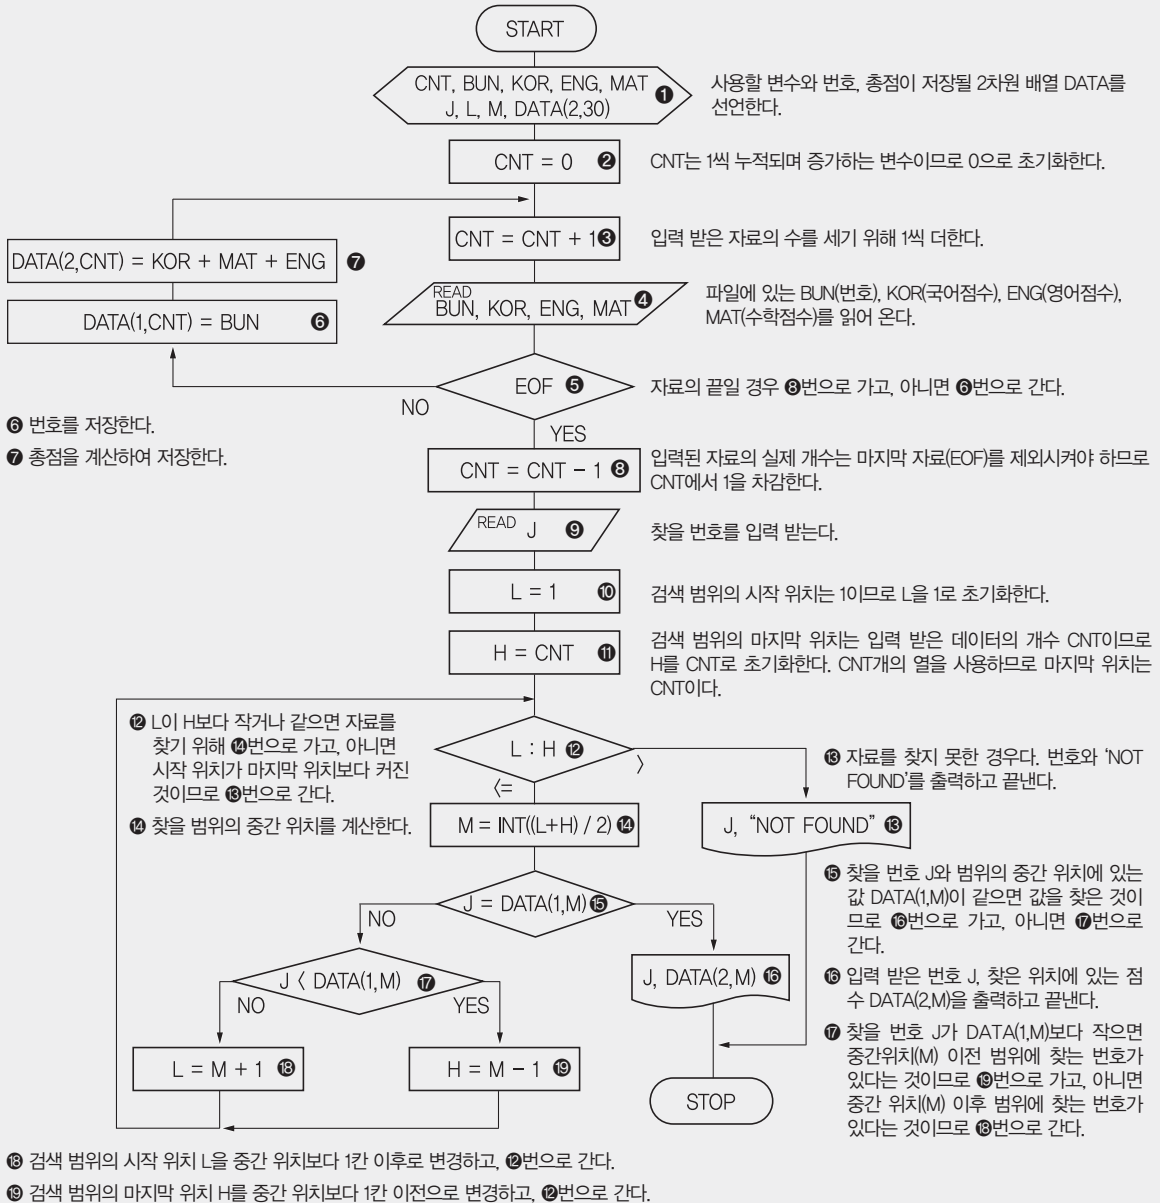 START
CNT, BUN, KOR, ENG, MAT
J, L, M, DATA(2,30)
❶
사용할 변수와 번호, 총점이 저장될 2차원 배열 DATA를
선언한다.
CNT = 0 ❷
CNT는 1씩 누적되며 증가하는 변수이므로 0으로 초기화한다.
CNT = CNT + 1❸
입력 받은 자료의 수를 세기 위해 1씩 더한다.
DATA(2,CNT) = KOR + MAT + ENG ❼
READ
BUN, KOR, ENG, MAT ❹
파일에 있는 BUN(번호), KOR(국어점수), ENG(영어점수),
MAT(수학점수)를 읽어 온다.
DATA(1,CNT) = BUN ❻
EOF ❺
자료의 끝일 경우 ❽번으로 가고, 아니면 ❻번으로 간다.
NO
YES
❻ 번호를 저장한다.
❼ 총점을 계산하여 저장한다.
CNT = CNT − 1 ❽
입력된 자료의 실제 개수는 마지막 자료(EOF)를 제외시켜야 하므로
CNT에서 1을 차감한다.
READ J ❾
찾을 번호를 입력 받는다.
L = 1 ❿
검색 범위의 시작 위치는 1이므로 L을 1로 초기화한다.
H = CNT ⓫
검색 범위의 마지막 위치는 입력 받은 데이터의 개수 CNT이므로
H를 CNT로 초기화한다. CNT개의 열을 사용하므로 마지막 위치는
CNT이다.
⓬ L이 H보다 작거나 같으면 자료를
찾기 위해 ⓮번으로 가고, 아니면
시작 위치가 마지막 위치보다 커진
것이므로 ⓭번으로 간다.
L : H ⓬
〉
〈=
⓭ 자료를 찾지 못한 경우다. 번호와 ‘NOT
FOUND’를 출력하고 끝낸다.
⓮ 찾을 범위의 중간 위치를 계산한다.
M = INT((L+H) / 2) ⓮
J, “NOT FOUND” ⓭
J = DATA(1,M) ⓯
NO
YES
⓯ 찾을 번호 J와 범위의 중간 위치에 있는
값 DATA(1,M)이 같으면 값을 찾은 것이
므로 ⓰번으로 가고, 아니면 ⓱번으로
간다.
J 〈 DATA(1,M) ⓱
NO
YES
J, DATA(2,M) ⓰
⓰ 입력 받은 번호 J, 찾은 위치에 있는 점
수 DATA(2,M)을 출력하고 끝낸다.
L = M + 1 ⓲
H = M − 1 ⓳
⓱ 찾을 번호 J가 DATA(1,M)보다 작으면
중간위치(M) 이전 범위에 찾는 번호가
있다는 것이므로 ⓳번으로 가고, 아니면
중간 위치(M) 이후 범위에 찾는 번호가
있다는 것이므로 ⓲번으로 간다.
STOP
⓲ 검색 범위의 시작 위치 L을 중간 위치보다 1칸 이후로 변경하고, ⓬번으로 간다.
⓳ 검색 범위의 마지막 위치 H를 중간 위치보다 1칸 이전으로 변경하고, ⓬번으로 간다.